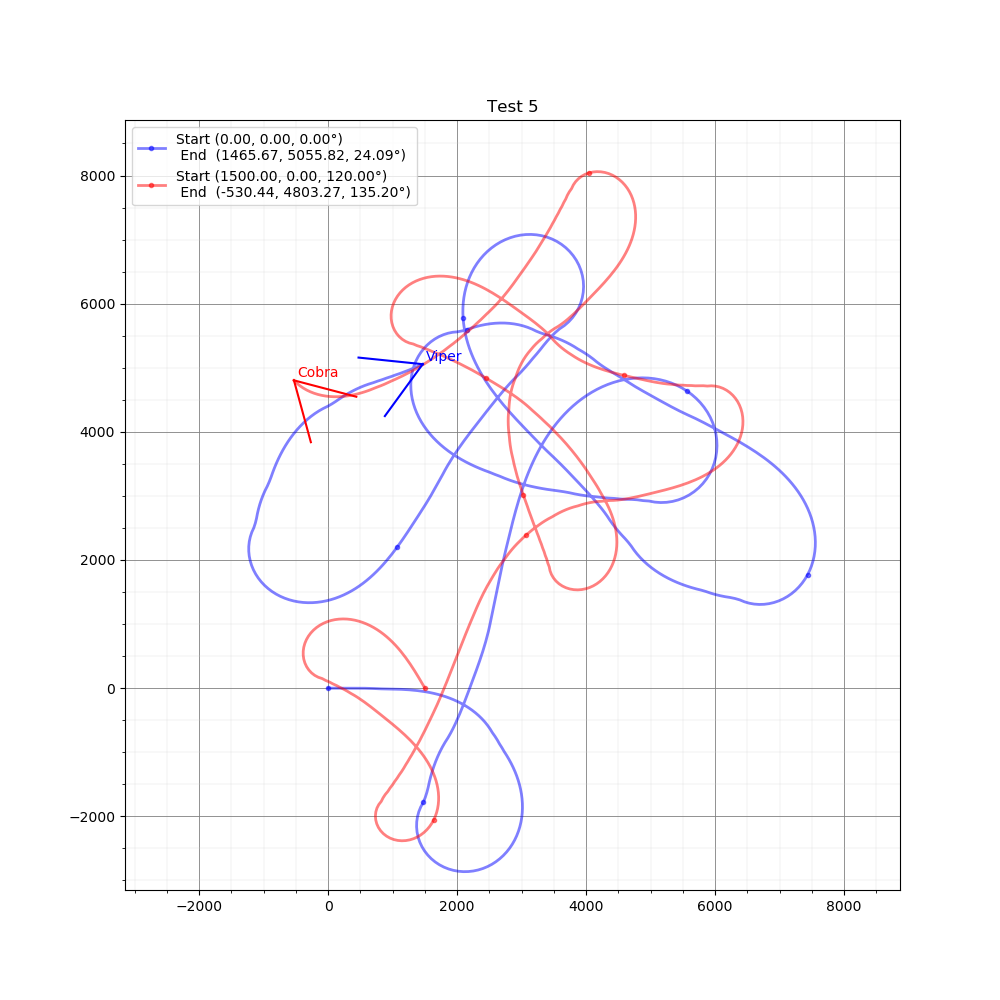 Test 5
Start (0.00, 0.00, 0.00°)
End  (1465.67, 5055.82, 24.09°)
Start (1500.00, 0.00, 120.00°)
End  (-530.44, 4803.27, 135.20°)
8000
6000
4000
2000
0
−2000
Viper
Cobra
−2000 0 2000 4000 6000 8000